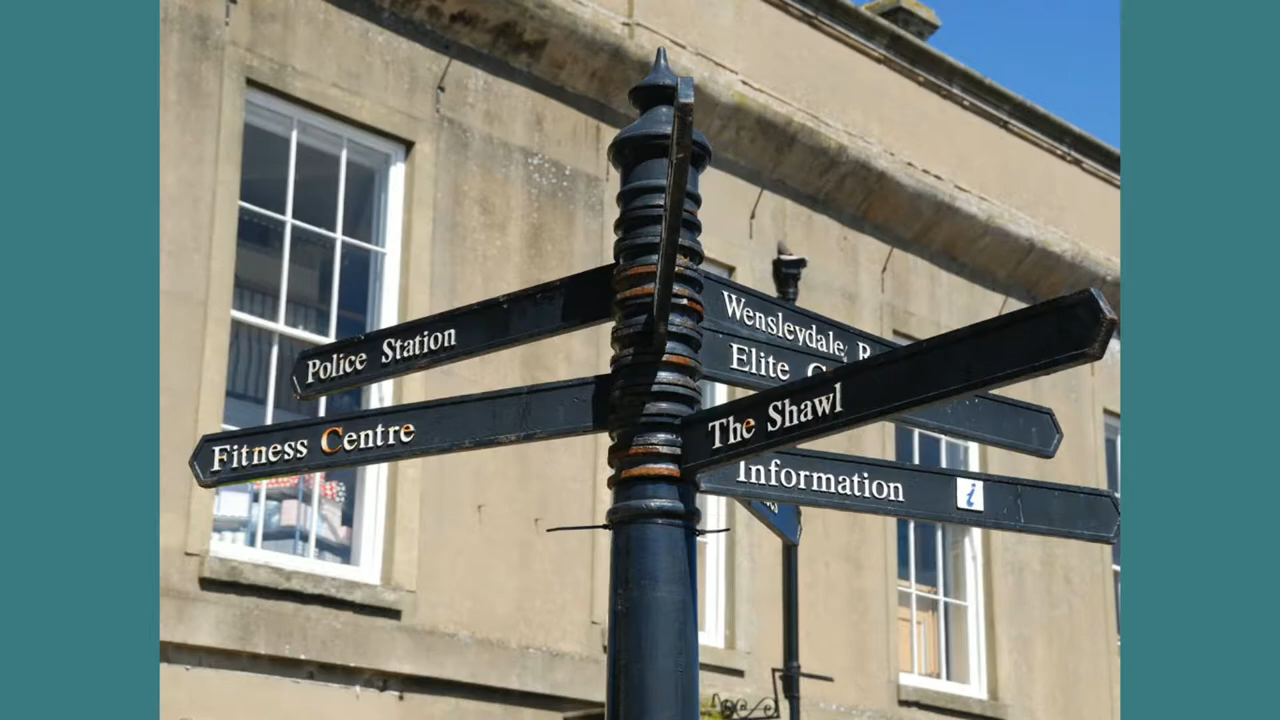 Police Station
Fitness Centre
Wensleydale
Elite
The Shawl
Information
i